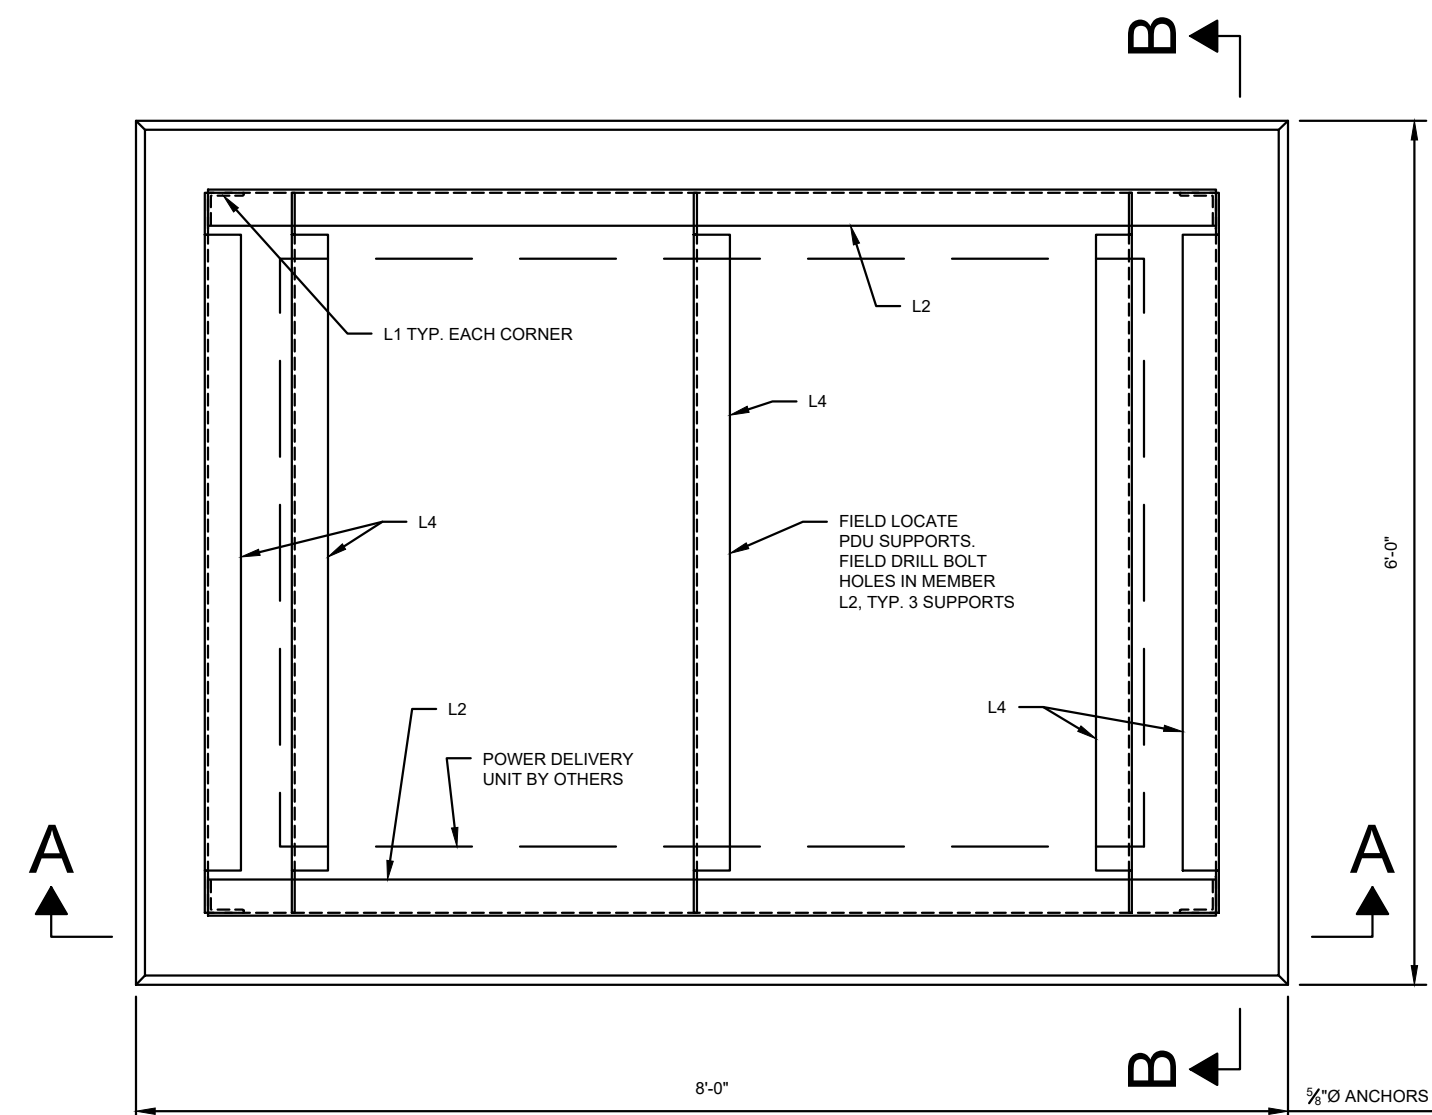 B
L2
L1 TYP. EACH CORNER
L4
L4
FIELD LOCATE
PDU SUPPORTS.
FIELD DRILL BOLT
HOLES IN MEMBER
L2, TYP. 3 SUPPORTS
6'-0"
L2
L4
POWER DELIVERY
UNIT BY OTHERS
A
A
B
8'-0"
⅝"Ø ANCHORS